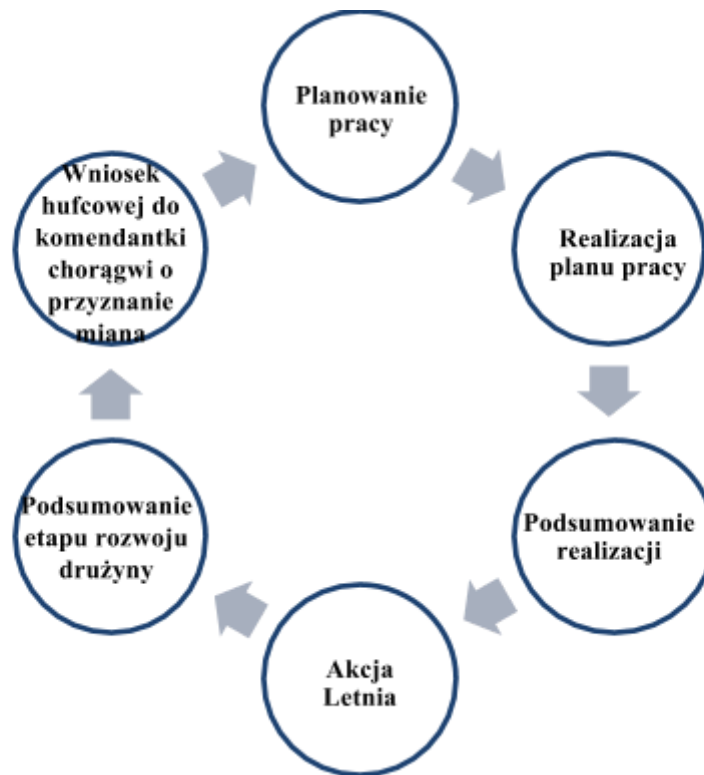 Planowanie
pracy
Realizacja
planu pracy
Podsumowanie
realizacji
Akcja
Letnia
Podsumowanie
etapu rozwoju
drużyny
Wniosek
hufcowej do
komendantki
chorągwi o
przyznanie
miana